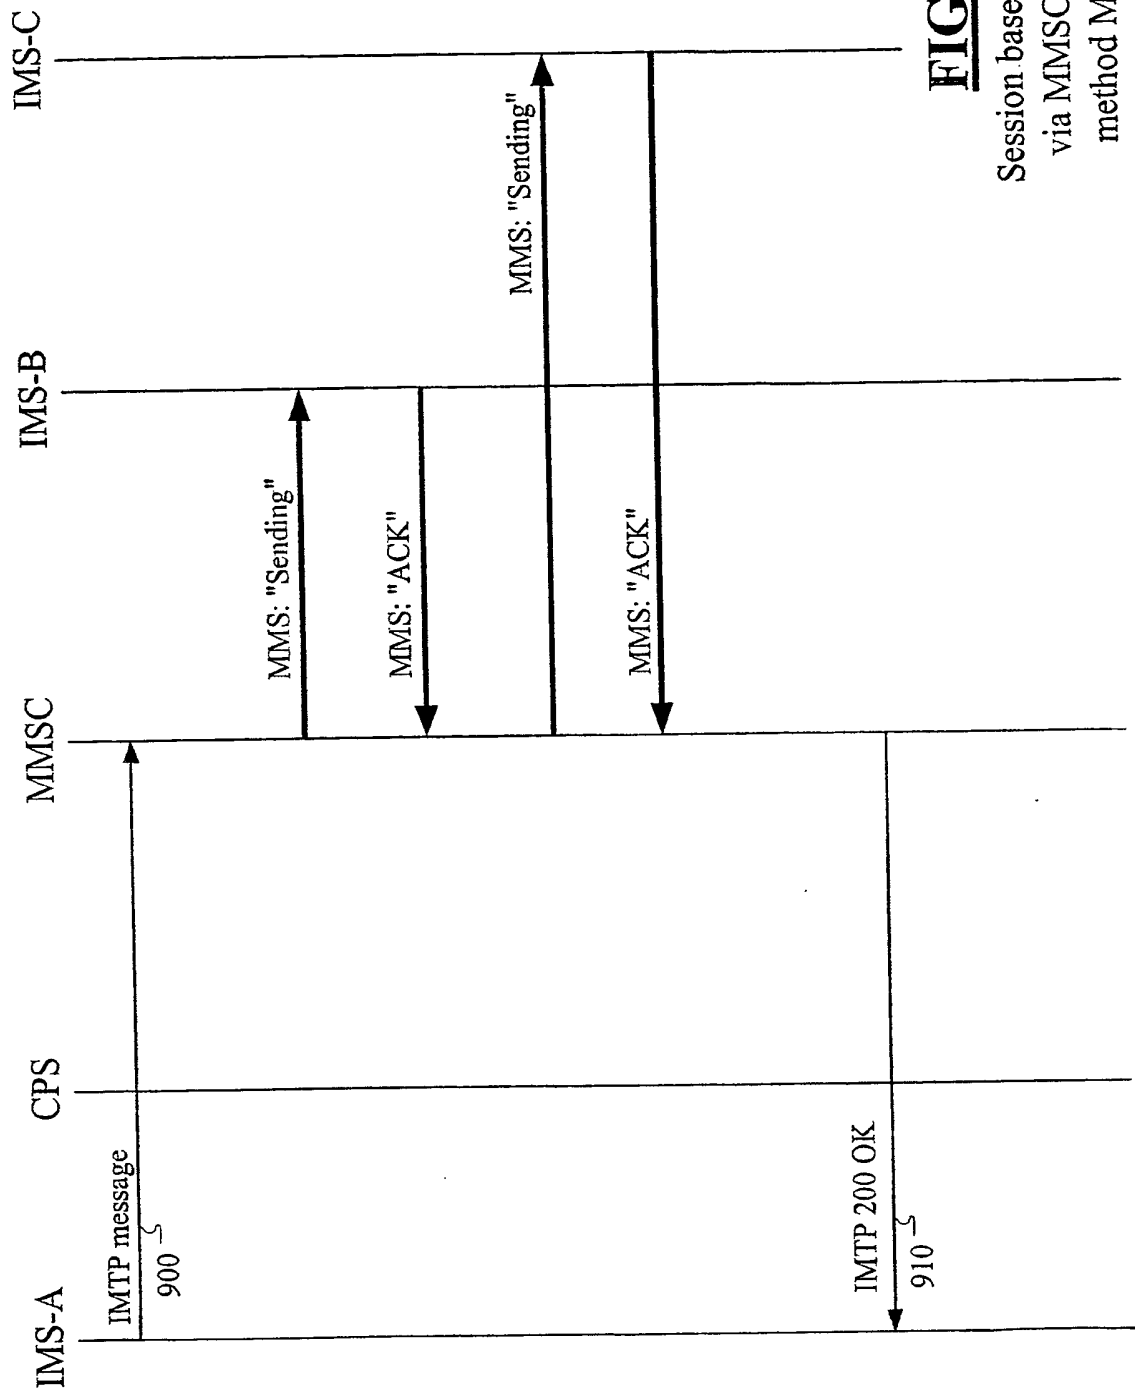 IMS-A
CPS
MMSC
IMS-B
IMS-C
IMTP message
900
MMS: "Sending"
MMS: "ACK"
MMS: "Sending"
MMS: "ACK"
IMTP 200 OK
910
FIG
Session base
via MMSC
method M